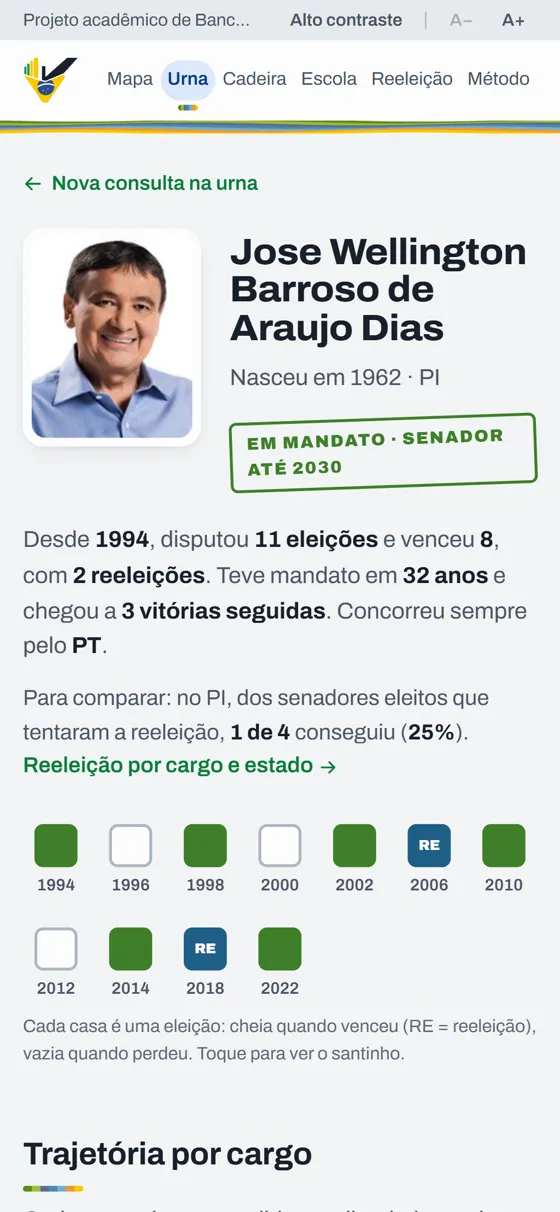 Projeto acadêmico de Banc... Alto contraste A− A+
Mapa Urna Cadeira Escola Reeleição Método
← Nova consulta na urna
Jose Wellington
Barroso de
Araujo Dias
Nasceu em 1962 · PI
EM MANDATO · SENADOR
ATÉ 2030
Desde 1994, disputou 11 eleições e venceu 8,
com 2 reeleições. Teve mandato em 32 anos e
chegou a 3 vitórias seguidas. Concorreu sempre
pelo PT.
Para comparar: no PI, dos senadores eleitos que
tentaram a reeleição, 1 de 4 conseguiu (25%).
Reeleição por cargo e estado →
RE
1994 1996 1998 2000 2002 2006 2010
RE
2012 2014 2018 2022
Cada casa é uma eleição: cheia quando venceu (RE = reeleição),
vazia quando perdeu. Toque para ver o santinho.
Trajetória por cargo